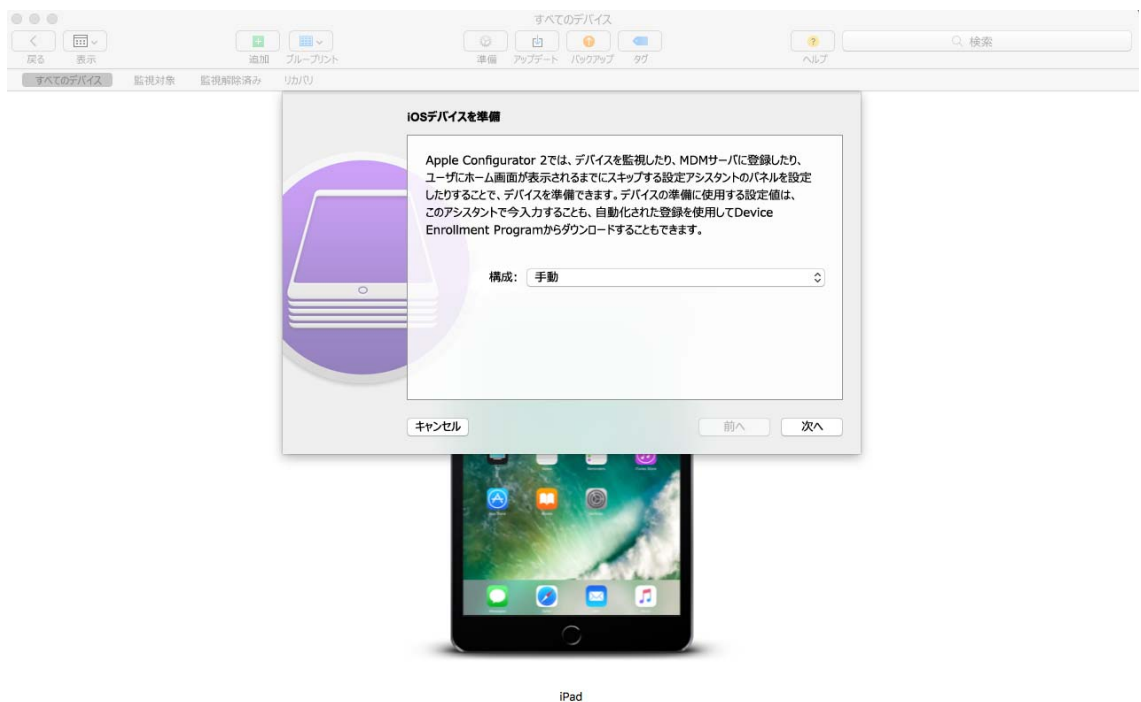 すべてのデバイス
戻る 表示 追加 ブループリント 準備 アップデート バックアップ タグ ヘルプ 検索
すべてのデバイス 監視対象 監視解除済み リカバリ
iOSデバイスを準備
Apple Configurator 2では、デバイスを監視したり、MDMサーバに登録したり、
ユーザにホーム画面が表示されるまでにスキップする設定アシスタントのパネルを設定
したりすることで、デバイスを準備できます。デバイスの準備に使用する設定値は、
このアシスタントで今入力することも、自動化された登録を使用してDevice
Enrollment Programからダウンロードすることもできます。
構成: 手動
キャンセル 前へ 次へ
iPad